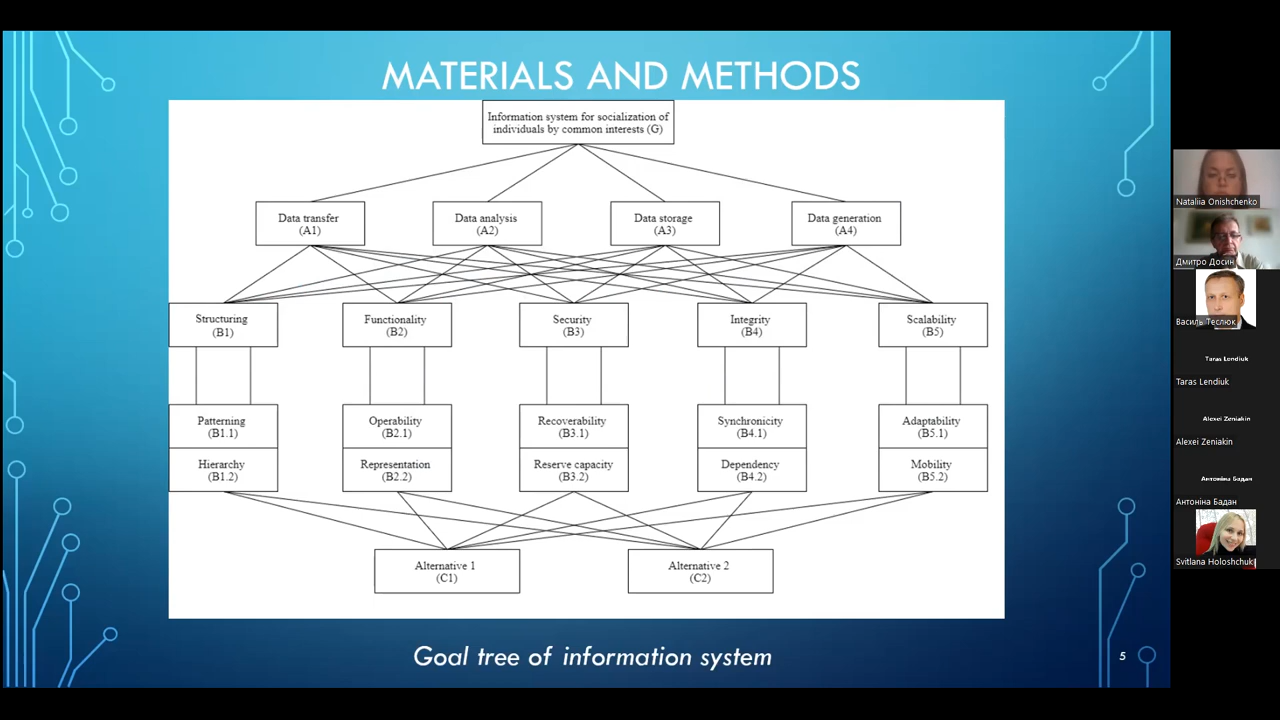 MATERIALS AND METHODS
Information system for socialization of
individuals by common interests (G)
Data transfer
(A1)
Data analysis
(A2)
Data storage
(A3)
Data generation
(A4)
Structuring
(B1)
Functionality
(B2)
Security
(B3)
Integrity
(B4)
Scalability
(B5)
Patterning
(B1.1)
Operability
(B2.1)
Recoverability
(B3.1)
Synchronicity
(B4.1)
Adaptability
(B5.1)
Hierarchy
(B1.2)
Representation
(B2.2)
Reserve capacity
(B3.2)
Dependency
(B4.2)
Mobility
(B5.2)
Alternative 1
(C1)
Alternative 2
(C2)
Goal tree of information system
5
Nataliia Onishchenko
Дмитро Досин
Василь Теслюк
Taras Lendiuk
Taras Lendiuk
Alexei Zeniakin
Alexei Zeniakin
Антоніна Бадан
Антоніна Бадан
Svitlana Holoshchuk